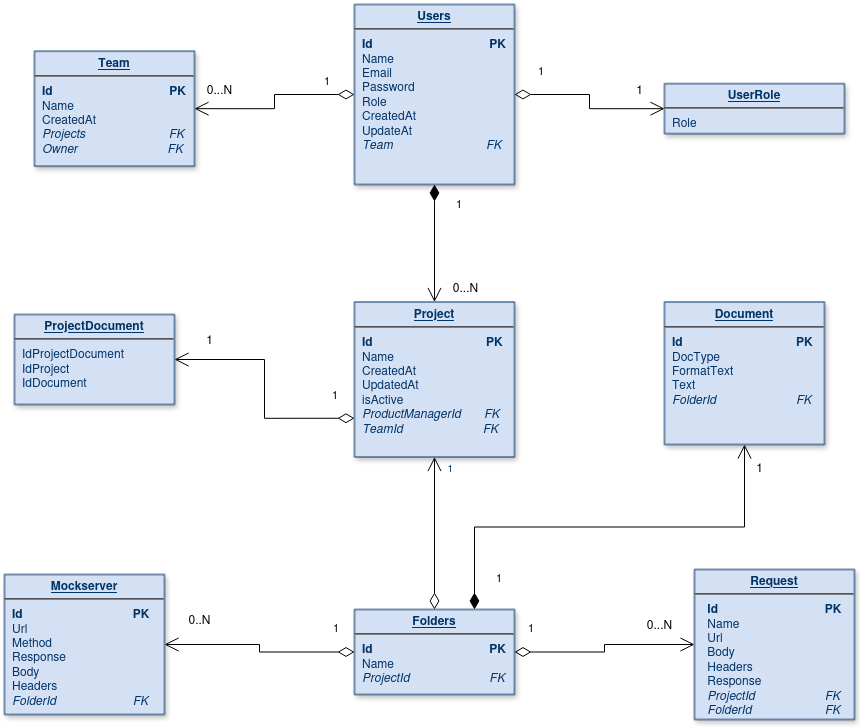 Users
Id PK
Name
Email
Password
Role
CreatedAt
UpdateAt
Team FK
Team
Id PK
Name
CreatedAt
Projects FK
Owner FK
0...N
1
1
1
UserRole
Role
1
0...N
ProjectDocument
IdProjectDocument
IdProject
IdDocument
1
1
Project
Id PK
Name
CreatedAt
UpdatedAt
isActive
ProductManagerId FK
TeamId FK
1
Document
Id PK
DocType
FormatText
Text
FolderId FK
1
1
Mockserver
Id PK
Url
Method
Response
Body
Headers
FolderId FK
0..N
1
Folders
Id PK
Name
ProjectId FK
1
0...N
Request
Id PK
Name
Url
Body
Headers
Response
ProjectId FK
FolderId FK